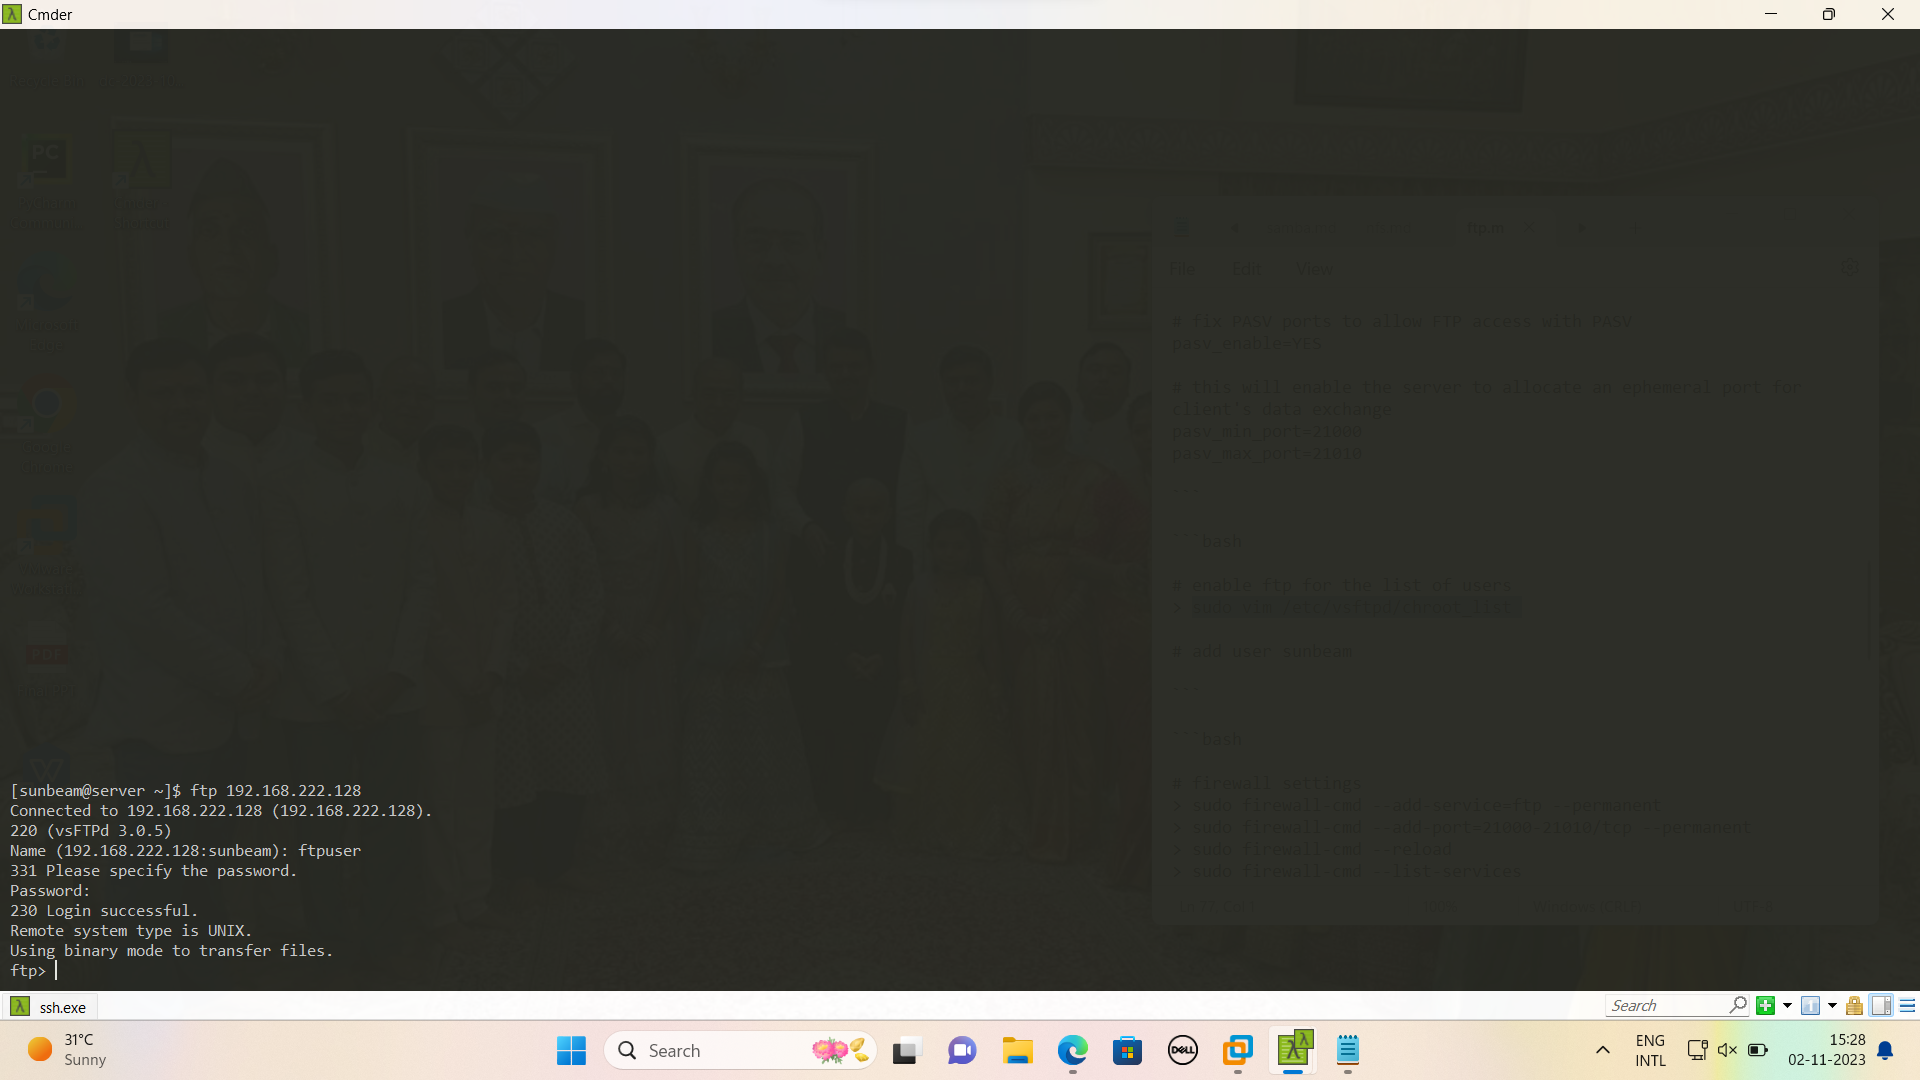 Cmder
PC
File Edit View
# fix PASV ports to allow FTP access with PASV
pasv_enable=YES
# this will enable the server to allocate an ephemeral port for
client's data exchange
pasv_min_port=21000
pasv_max_port=21010
```bash
# enable ftp for the list of users
> sudo vim /etc/vsftpd/chroot_list
# add user sunbeam
```bash
# firewall settings
> sudo firewall-cmd --add-service=ftp --permanent
> sudo firewall-cmd --add-port=21000-21010/tcp --permanent
> sudo firewall-cmd --reload
> sudo firewall-cmd --list-services
PDF
[sunbeam@server ~]$ ftp 192.168.222.128
Connected to 192.168.222.128 (192.168.222.128).
220 (vsFTPd 3.0.5)
Name (192.168.222.128:sunbeam): ftpuser
331 Please specify the password.
Password:
230 Login successful.
Remote system type is UNIX.
Using binary mode to transfer files.
ftp>
ssh.exe
Search
31°C
Sunny
Search
DELL
ENG
INTL
15:28
02-11-2023